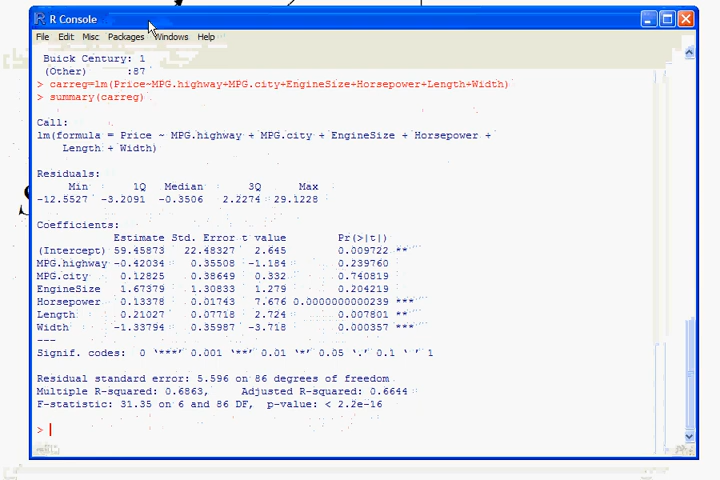 R Console
File Edit Misc Packages Windows Help
Buick Century: 1
(Other) :87
> carreg=lm(Price~MPG.highway+MPG.city+EngineSize+Horsepower+Length+Width)
> summary(carreg)
Call:
lm(formula = Price ~ MPG.highway + MPG.city + EngineSize + Horsepower +
Length + Width)
Residuals:
Min 1Q Median 3Q Max
-12.5527 -3.2091 -0.3506 2.2274 29.1228
Coefficients:
Estimate Std. Error t value Pr(>|t|)
(Intercept) 59.45873 22.48327 2.645 0.009722 **
MPG.highway -0.42034 0.35508 -1.184 0.239760
MPG.city 0.12825 0.38649 0.332 0.740819
EngineSize 1.67379 1.30833 1.279 0.204219
Horsepower 0.13378 0.01743 7.676 0.0000000000239 ***
Length 0.21027 0.07718 2.724 0.007801 **
Width -1.33794 0.35987 -3.718 0.000357 ***
---
Signif. codes: 0 '***' 0.001 '**' 0.01 '*' 0.05 '.' 0.1 ' ' 1
Residual standard error: 5.596 on 86 degrees of freedom
Multiple R-squared: 0.6863, Adjusted R-squared: 0.6644
F-statistic: 31.35 on 6 and 86 DF, p-value: < 2.2e-16
>